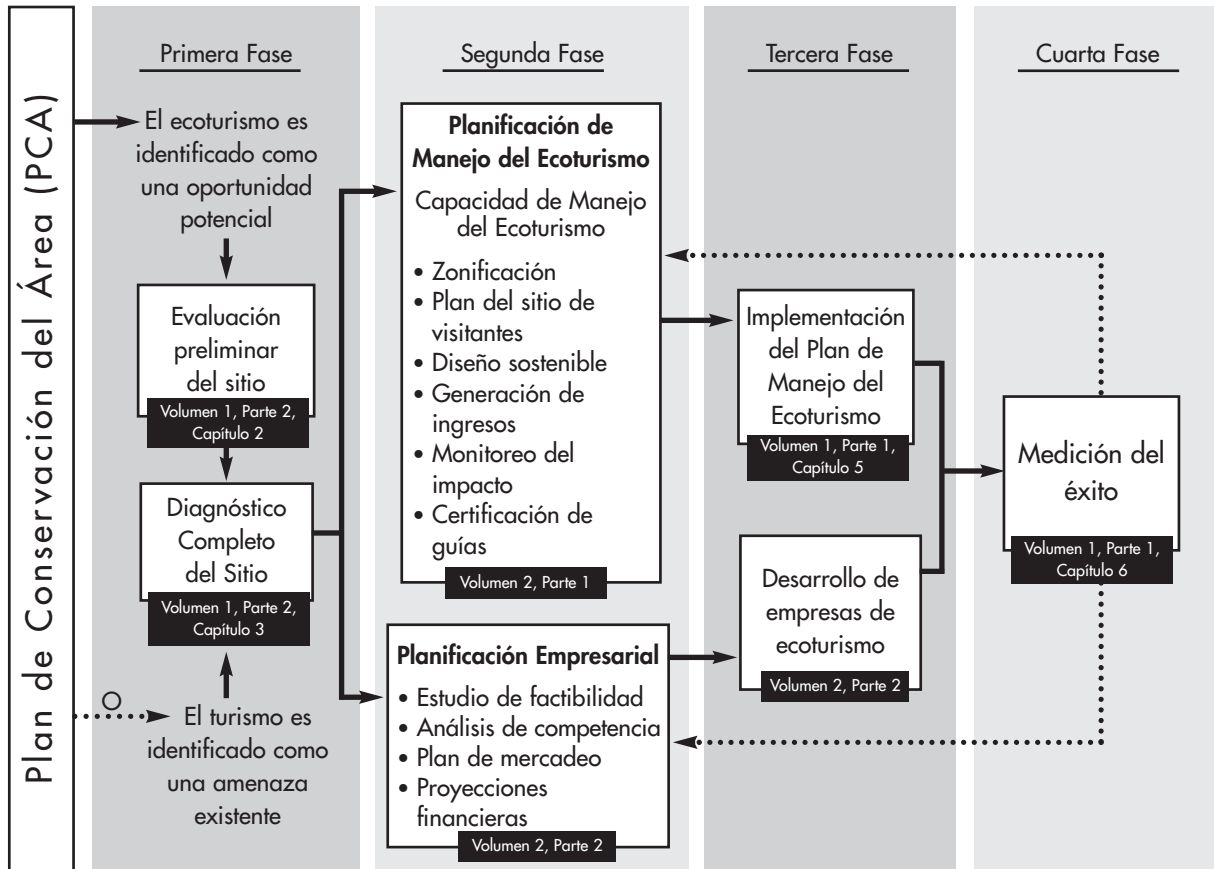 Plan de Conservación del Área (PCA)
Primera Fase
El ecoturismo es
identificado como
una oportunidad
potencial
Evaluación
preliminar
del sitio
Volumen 1, Parte 2,
Capítulo 2
Diagnóstico
Completo
del Sitio
Volumen 1, Parte 2,
Capítulo 3
O
El turismo es
identificado como
una amenaza
existente
Segunda Fase
Planificación de
Manejo del Ecoturismo
Capacidad de Manejo
del Ecoturismo
• Zonificación
• Plan del sitio de
visitantes
• Diseño sostenible
• Generación de
ingresos
• Monitoreo del
impacto
• Certificación de
guías
Volumen 2, Parte 1
Planificación Empresarial
• Estudio de factibilidad
• Análisis de competencia
• Plan de mercadeo
• Proyecciones
financieras
Volumen 2, Parte 2
Tercera Fase
Implementación
del Plan de
Manejo del
Ecoturismo
Volumen 1, Parte 1,
Capítulo 5
Desarrollo de
empresas de
ecoturismo
Volumen 2, Parte 2
Cuarta Fase
Medición del
éxito
Volumen 1, Parte 1,
Capítulo 6